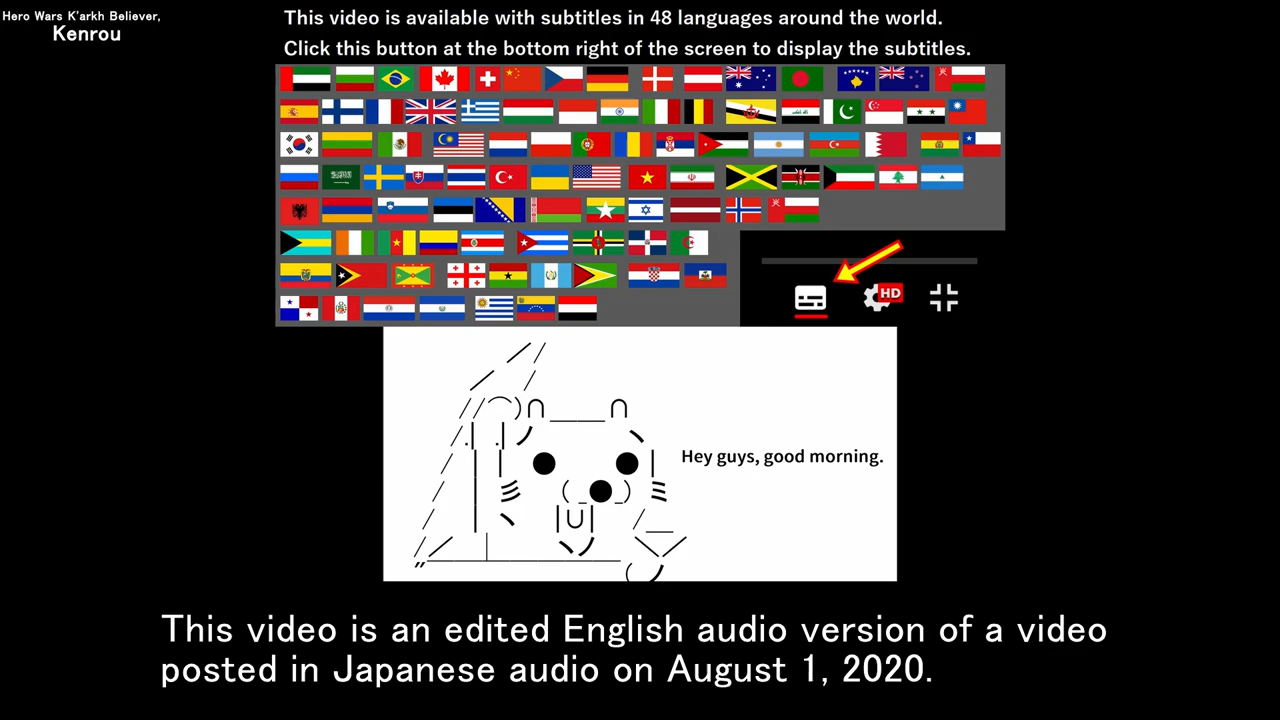 Hero Wars K'arkh Believer,
Kenrou
This video is available with subtitles in 48 languages around the world.
Click this button at the bottom right of the screen to display the subtitles.
HD
Hey guys, good morning.
This video is an edited English audio version of a video
posted in Japanese audio on August 1, 2020.